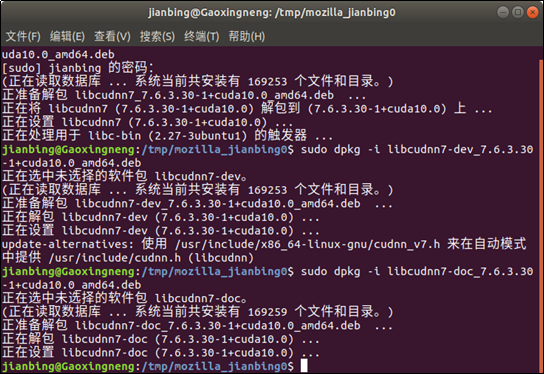 jianbing@Gaoxingneng: /tmp/mozilla_jianbing0
文件(F) 编辑(E) 查看(V) 搜索(S) 终端(T) 帮助(H)
uda10.0_amd64.deb
[sudo] jianbing 的密码：
(正在读取数据库 ... 系统当前共安装有 169253 个文件和目录。)
正准备解包 libcudnn7_7.6.3.30-1+cuda10.0_amd64.deb  ...
正在将 libcudnn7 (7.6.3.30-1+cuda10.0) 解包到 (7.6.3.30-1+cuda10.0) 上 ...
正在设置 libcudnn7 (7.6.3.30-1+cuda10.0) ...
正在处理用于 libc-bin (2.27-3ubuntu1) 的触发器 ...
jianbing@Gaoxingneng:/tmp/mozilla_jianbing0$ sudo dpkg -i libcudnn7-dev_7.6.3.30
-1+cuda10.0_amd64.deb
正在选中未选择的软件包 libcudnn7-dev。
(正在读取数据库 ... 系统当前共安装有 169253 个文件和目录。)
正准备解包 libcudnn7-dev_7.6.3.30-1+cuda10.0_amd64.deb  ...
正在解包 libcudnn7-dev (7.6.3.30-1+cuda10.0) ...
正在设置 libcudnn7-dev (7.6.3.30-1+cuda10.0) ...
update-alternatives: 使用 /usr/include/x86_64-linux-gnu/cudnn_v7.h 来在自动模式
中提供 /usr/include/cudnn.h (libcudnn)
jianbing@Gaoxingneng:/tmp/mozilla_jianbing0$ sudo dpkg -i libcudnn7-doc_7.6.3.30
-1+cuda10.0_amd64.deb
正在选中未选择的软件包 libcudnn7-doc。
(正在读取数据库 ... 系统当前共安装有 169259 个文件和目录。)
正准备解包 libcudnn7-doc_7.6.3.30-1+cuda10.0_amd64.deb  ...
正在解包 libcudnn7-doc (7.6.3.30-1+cuda10.0) ...
正在设置 libcudnn7-doc (7.6.3.30-1+cuda10.0) ...
jianbing@Gaoxingneng:/tmp/mozilla_jianbing0$